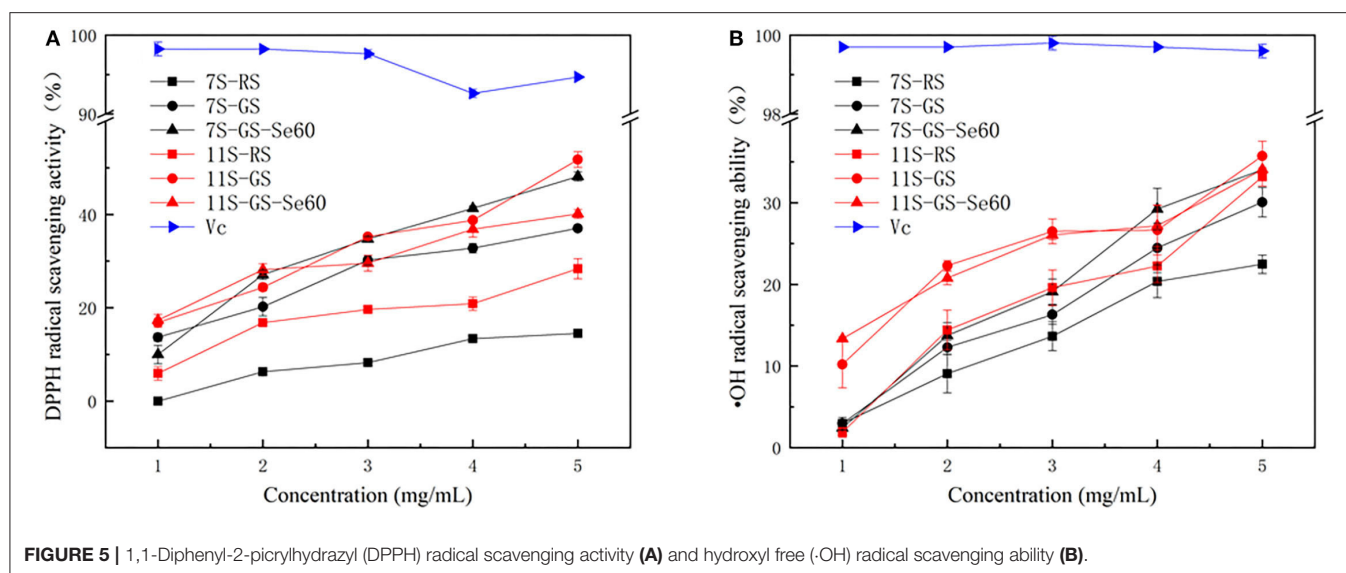 A
DPPH radical scavenging activity (%)
100
90
40
20
0
7S-RS
7S-GS
7S-GS-Se60
11S-RS
11S-GS
11S-GS-Se60
Vc
1 2 3 4 5
Concentration (mg/mL)
B
•OH radical scavenging ability (%)
100
98
30
20
10
0
7S-RS
7S-GS
7S-GS-Se60
11S-RS
11S-GS
11S-GS-Se60
Vc
1 2 3 4 5
Concentration (mg/mL)
FIGURE 5 | 1,1-Diphenyl-2-picrylhydrazyl (DPPH) radical scavenging activity (A) and hydroxyl free (·OH) radical scavenging ability (B).